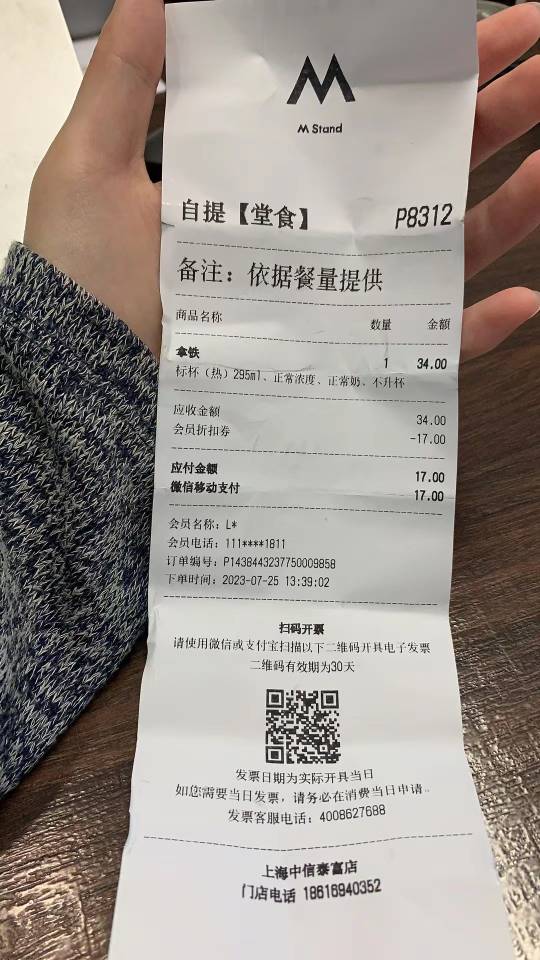 M
M Stand
自提【堂食】 P8312
备注：依据餐量提供
商品名称 数量 金额
拿铁 1 34.00
标杯（热）295ml、正常浓度、正常奶、不升杯
应收金额 34.00
会员折扣券 -17.00
应付金额 17.00
微信移动支付 17.00
会员名称：L*
会员电话：111****1811
订单编号：P1438443237750009858
下单时间：2023-07-25 13:39:02
扫码开票
请使用微信或支付宝扫描以下二维码开具电子发票
二维码有效期为30天
发票日期为实际开具当日
如您需要当日发票，请务必在消费当日申请。
发票客服电话：4008627688
上海中信泰富店
门店电话 18616940352